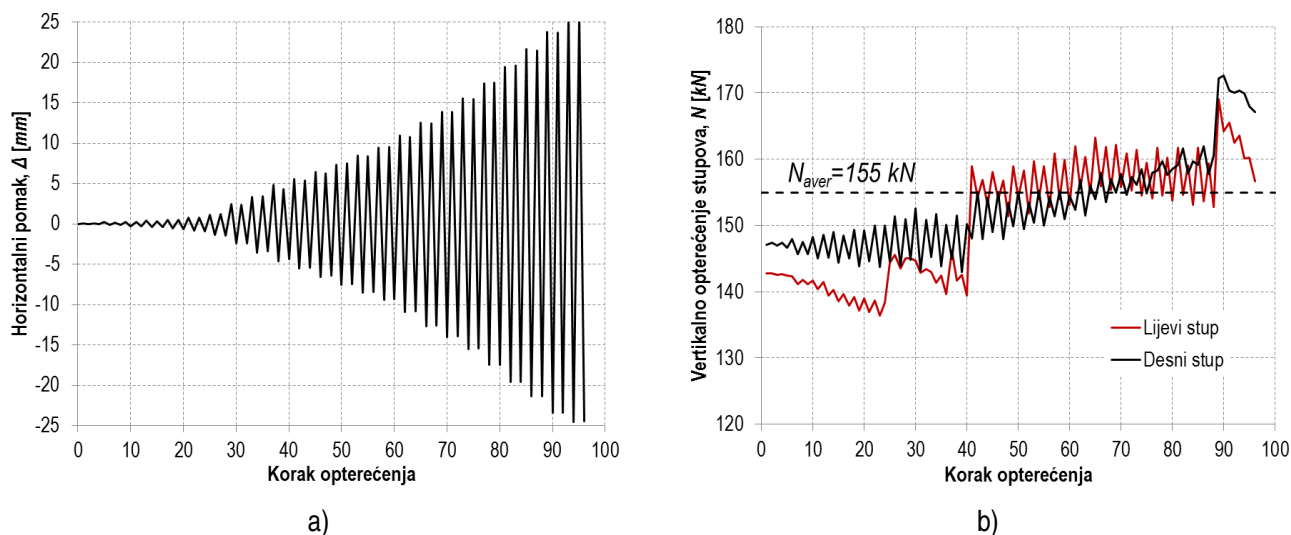 Horizontalni pomak, Δ [mm]
25
20
15
10
5
0
-5
-10
-15
-20
-25
0 10 20 30 40 50 60 70 80 90 100
Korak opterećenja
a)
Vertikalno opterećenje stupova, N [kN]
180
170
160
150
140
130
120
N_aver=155 kN
Lijevi stup
Desni stup
0 10 20 30 40 50 60 70 80 90 100
Korak opterećenja
b)